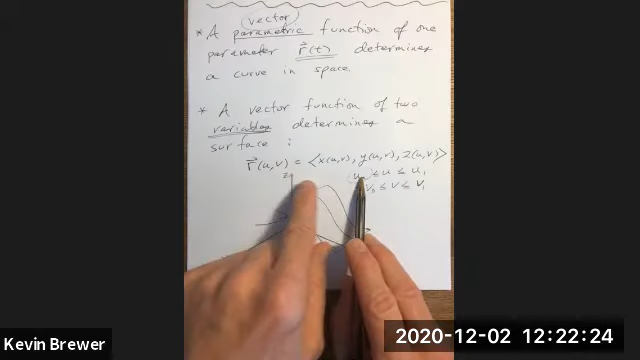 (vector)
* A parametric function of one
parameter r⃗(t) determines
a curve in space.
* A vector function of two
variables determines a
surface :
r⃗(u,v) = ⟨x(u,v), y(u,v), z(u,v)⟩
≤ u ≤ u₁
v₀ ≤ v ≤ v₁
z
Kevin Brewer
2020-12-02 12:22:24